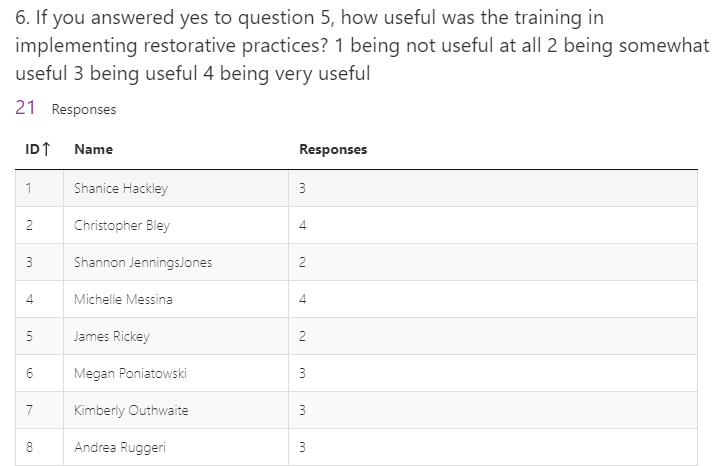 6. If you answered yes to question 5, how useful was the training in
implementing restorative practices? 1 being not useful at all 2 being somewhat
useful 3 being useful 4 being very useful
21 Responses
ID↑ Name Responses
1 Shanice Hackley 3
2 Christopher Bley 4
3 Shannon JenningsJones 2
4 Michelle Messina 4
5 James Rickey 2
6 Megan Poniatowski 3
7 Kimberly Outhwaite 3
8 Andrea Ruggeri 3